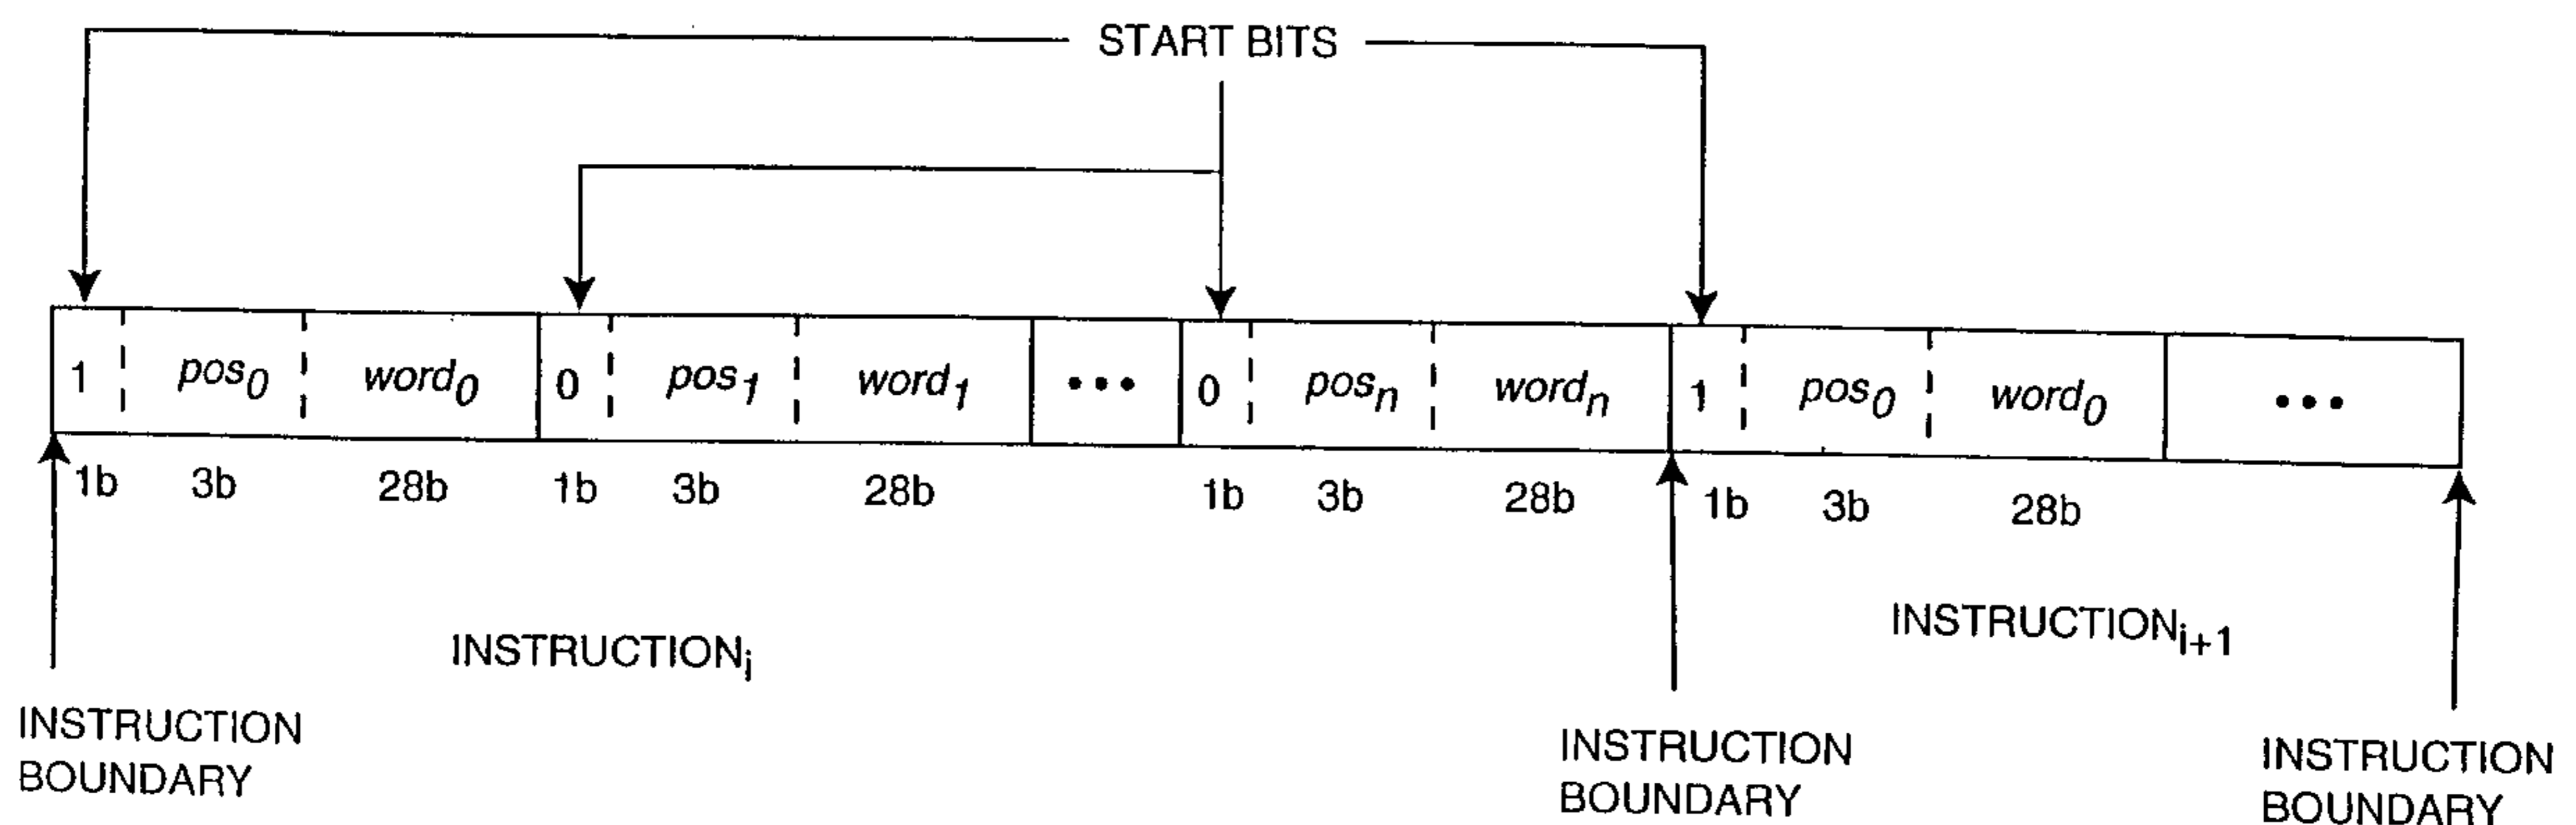 START BITS
1 pos0 word0 0 pos1 word1 ••• 0 posn wordn 1 pos0 word0 •••
1b 3b 28b 1b 3b 28b 1b 3b 28b 1b 3b 28b
INSTRUCTIONi
INSTRUCTIONi+1
INSTRUCTION
BOUNDARY
INSTRUCTION
BOUNDARY
INSTRUCTION
BOUNDARY